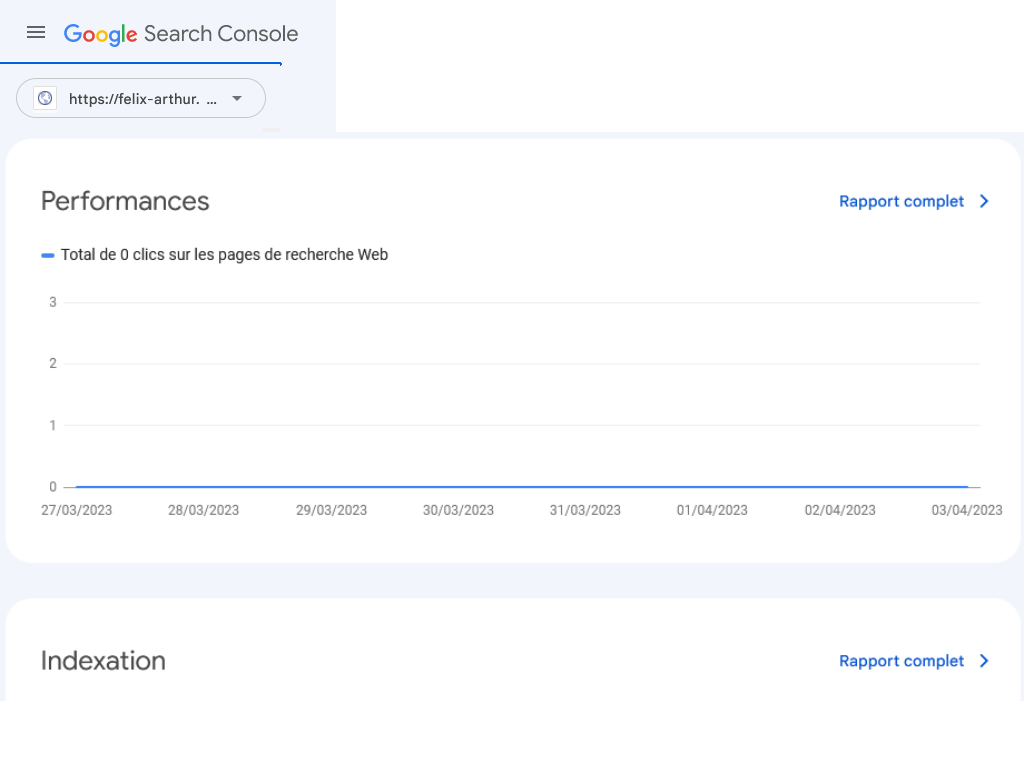 Google Search Console
https://felix-arthur. ...
Performances
Rapport complet
Total de 0 clics sur les pages de recherche Web
3
2
1
0
27/03/2023 28/03/2023 29/03/2023 30/03/2023 31/03/2023 01/04/2023 02/04/2023 03/04/2023
Indexation
Rapport complet